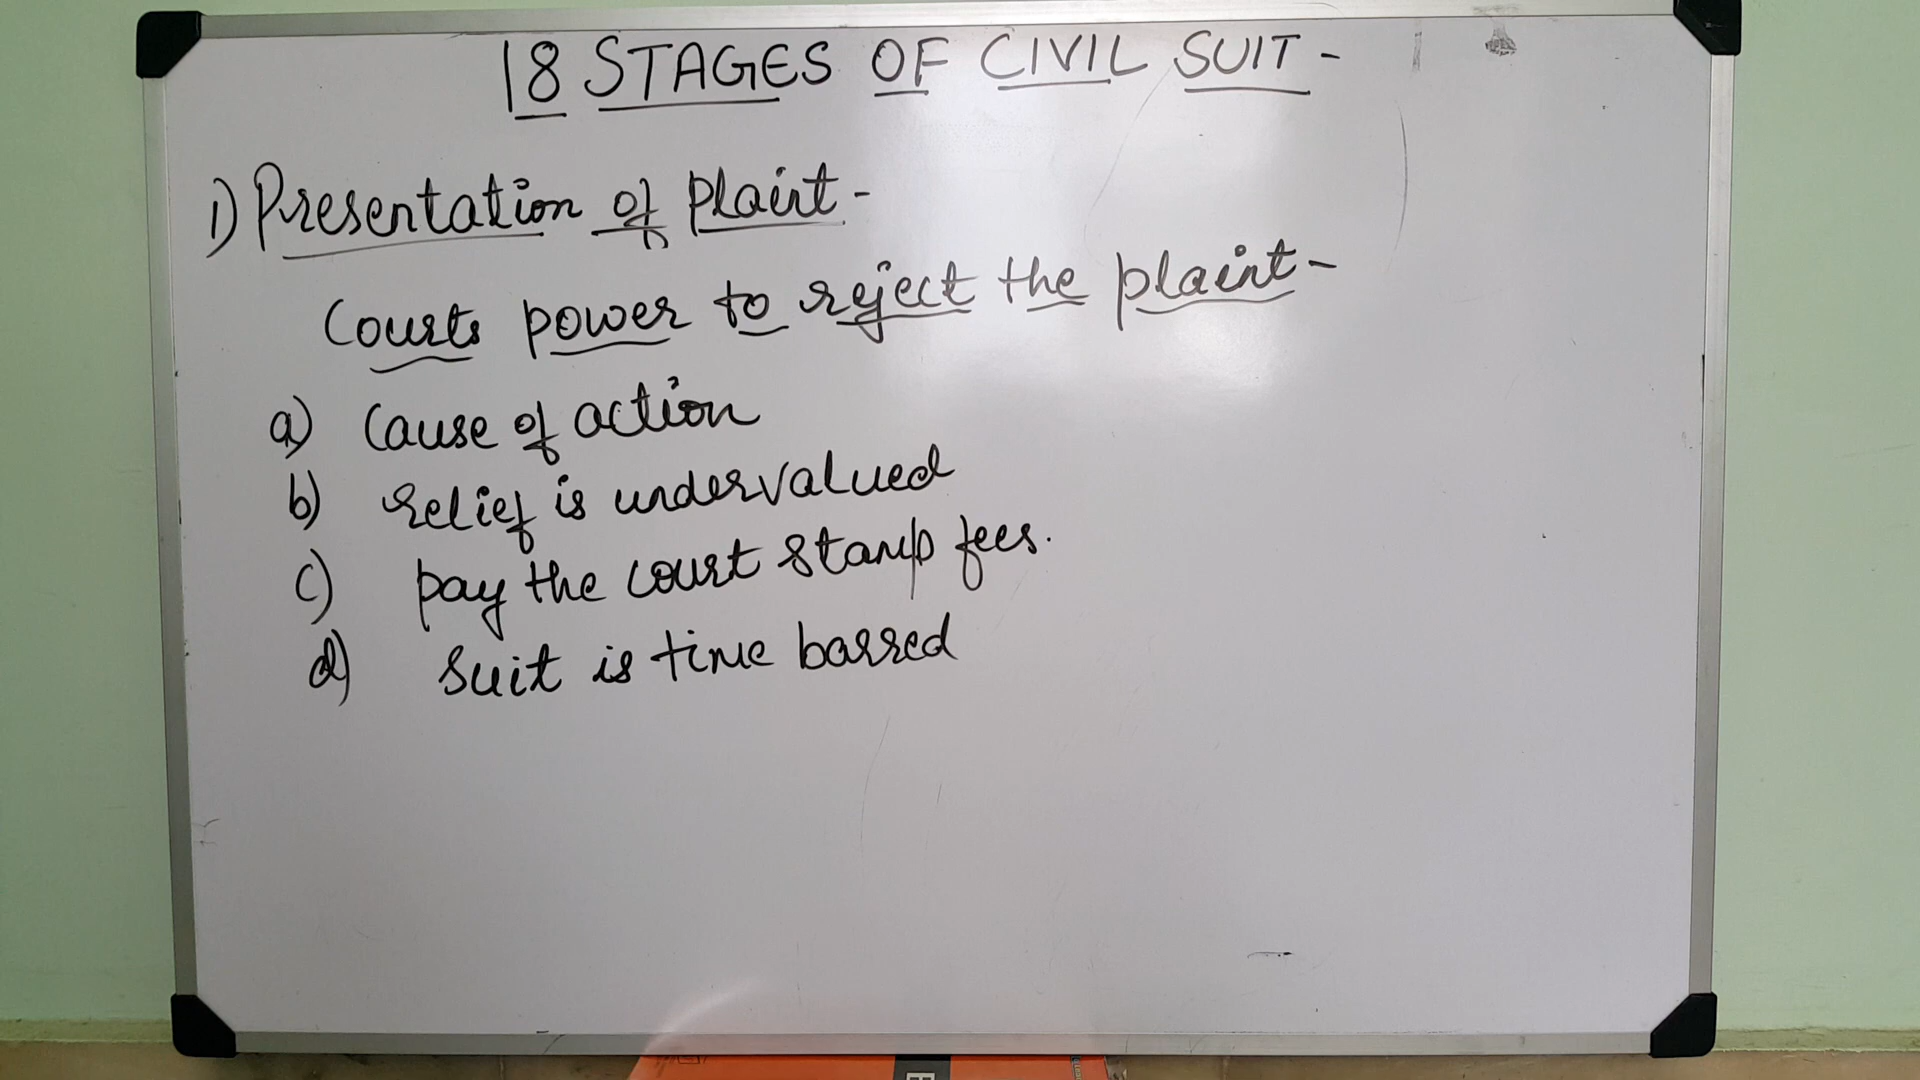 18 STAGES OF CIVIL SUIT -
1) Presentation of plaint -
Courts power to reject the plaint -
a) Cause of action
b) relief is undervalued
c) pay the court stamp fees.
d) suit is time barred